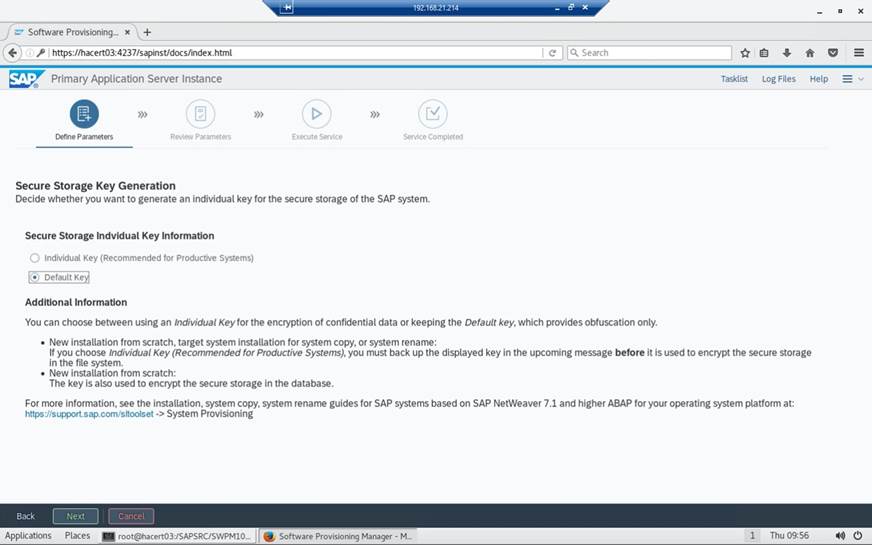 192.168.21.214
Software Provisioning...
https://hacert03:4237/sapinst/docs/index.html
Search
SAP Primary Application Server Instance
Tasklist Log Files Help
Define Parameters Review Parameters Execute Service Service Completed
Secure Storage Key Generation
Decide whether you want to generate an individual key for the secure storage of the SAP system.
Secure Storage Indvidual Key Information
Individual Key (Recommended for Productive Systems)
Default Key
Additional Information
You can choose between using an Individual Key for the encryption of confidential data or keeping the Default key, which provides obfuscation only.
• New installation from scratch, target system installation for system copy, or system rename:
If you choose Individual Key (Recommended for Productive Systems), you must back up the displayed key in the upcoming message before it is used to encrypt the secure storage
in the file system.
• New installation from scratch:
The key is also used to encrypt the secure storage in the database.
For more information, see the installation, system copy, system rename guides for SAP systems based on SAP NetWeaver 7.1 and higher ABAP for your operating system platform at:
https://support.sap.com/sltoolset -> System Provisioning
Back Next Cancel
Applications Places root@hacert03:/SAPSRC/SWPM10... Software Provisioning Manager - M... 1 Thu 09:56